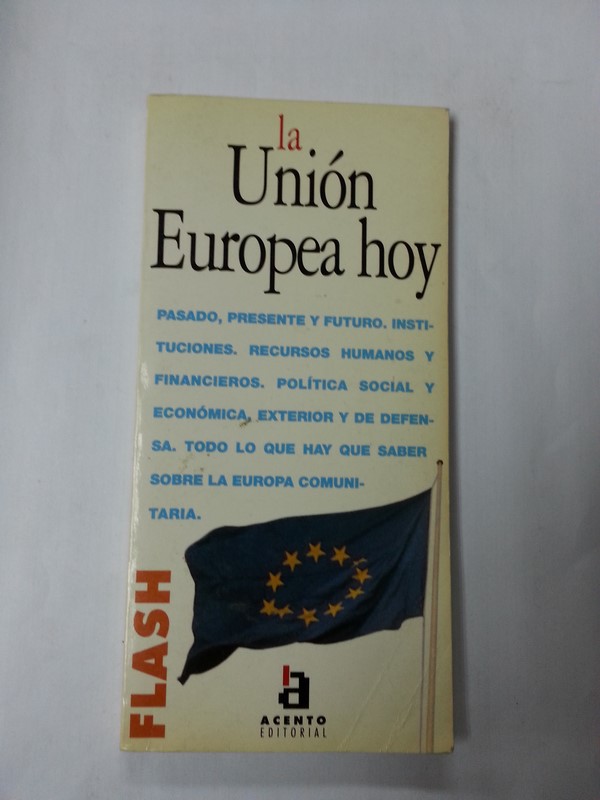 la
Unión
Europea hoy
PASADO, PRESENTE Y FUTURO. INSTI-
TUCIONES. RECURSOS HUMANOS Y
FINANCIEROS. POLÍTICA SOCIAL Y
ECONÓMICA, EXTERIOR Y DE DEFEN-
SA. TODO LO QUE HAY QUE SABER
SOBRE LA EUROPA COMUNI-
TARIA.
FLASH
a
ACENTO
EDITORIAL